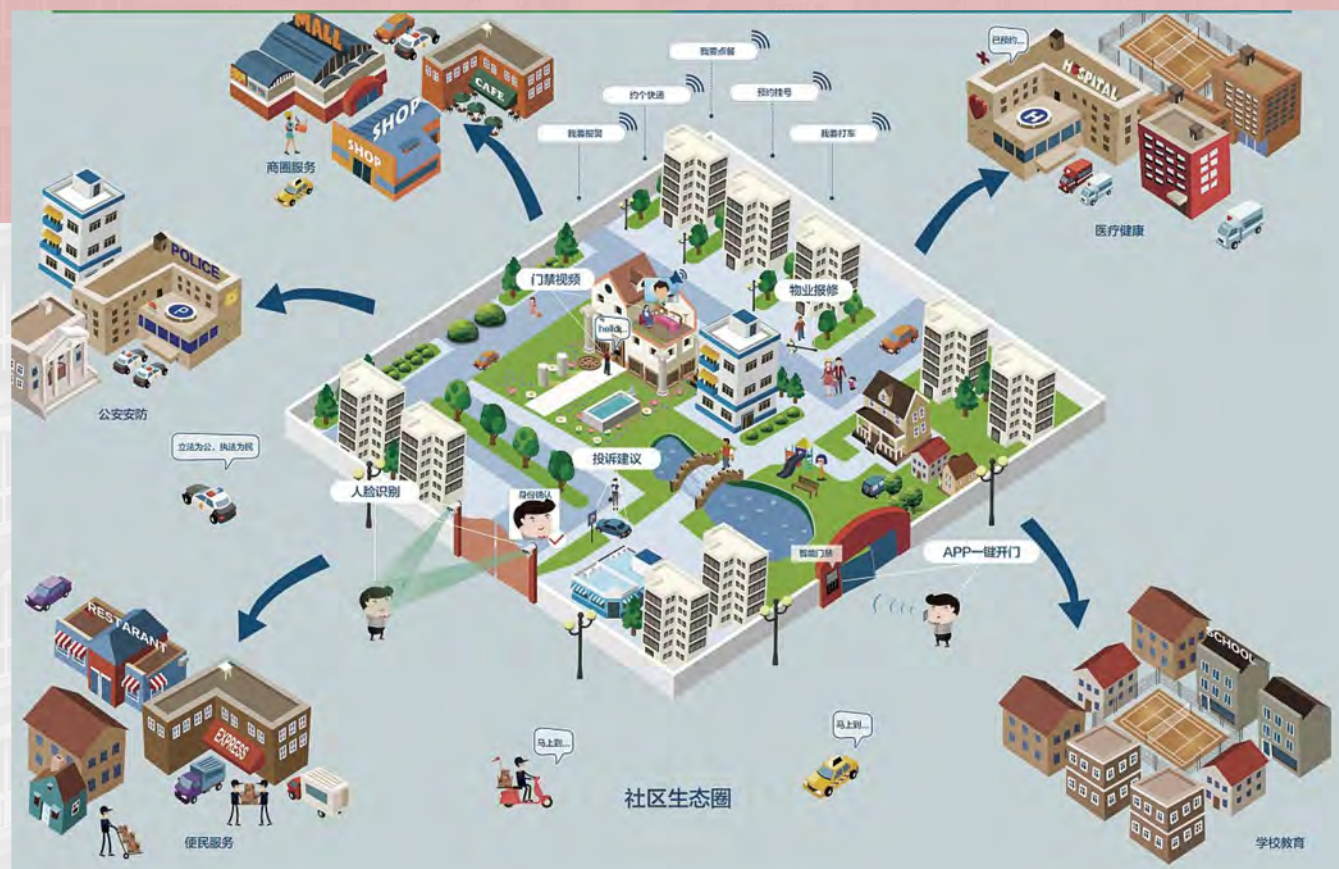 MALL
CAFE
SHOP
SHOP
商圈服务
我要点餐
约个快递
预约挂号
我要报警
我要打车
已预约...
HOSPITAL
H
医疗健康
POLICE
P
公安安防
立法为公，执法为民
门禁视频
hello,
物业报修
投诉建议
人脸识别
身份确认
智能门禁
APP一键开门
RESTARANT
EXPRESS
便民服务
马上到...
马上到...
社区生态圈
SCHOOL
学校教育